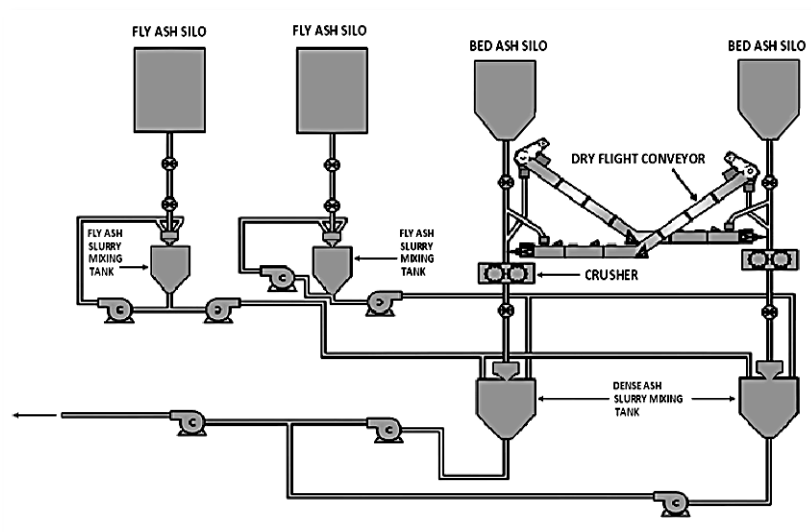 FLY ASH SILO
FLY ASH SILO
BED ASH SILO
BED ASH SILO
DRY FLIGHT CONVEYOR
FLY ASH
SLURRY
MIXING
TANK
FLY ASH
SLURRY
MIXING
TANK
CRUSHER
DENSE ASH
SLURRY MIXING
TANK